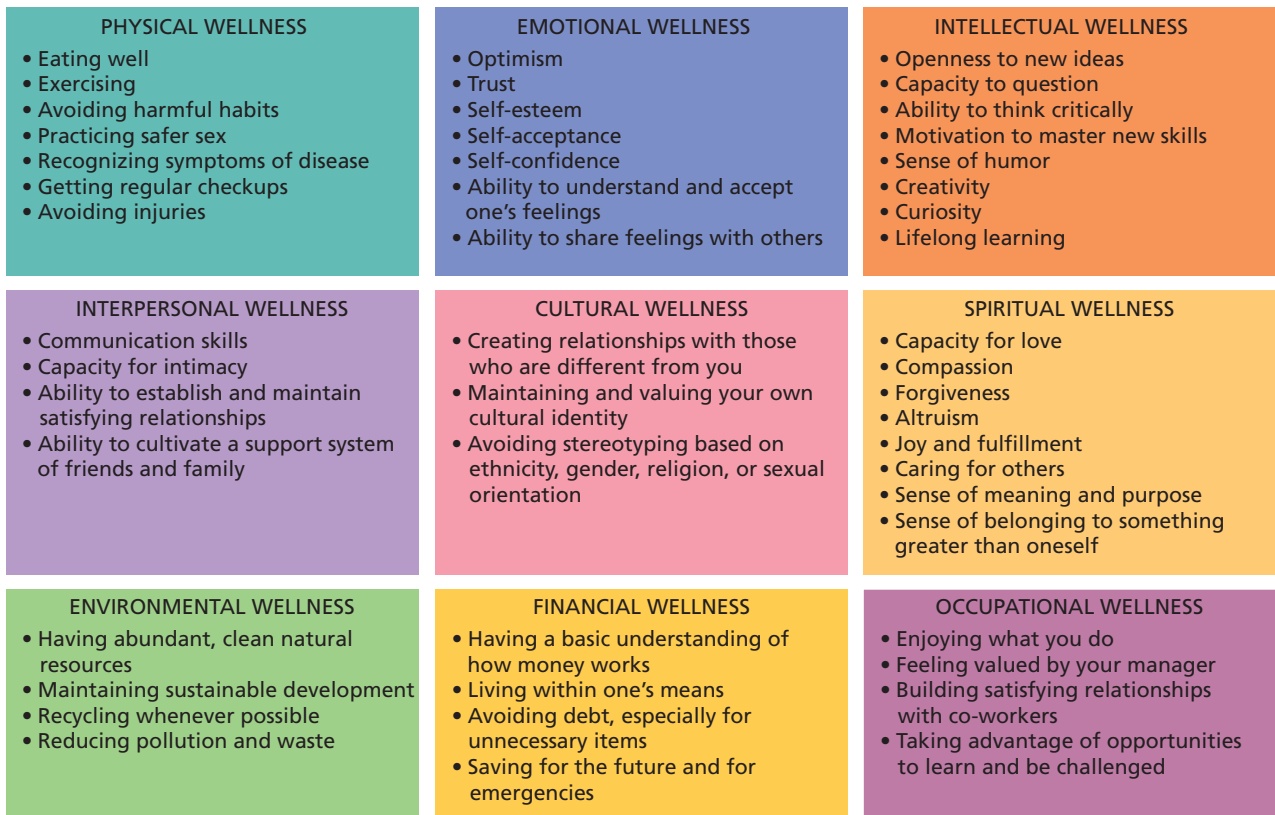 PHYSICAL WELLNESS
• Eating well
• Exercising
• Avoiding harmful habits
• Practicing safer sex
• Recognizing symptoms of disease
• Getting regular checkups
• Avoiding injuries
EMOTIONAL WELLNESS
• Optimism
• Trust
• Self-esteem
• Self-acceptance
• Self-confidence
• Ability to understand and accept
one’s feelings
• Ability to share feelings with others
INTELLECTUAL WELLNESS
• Openness to new ideas
• Capacity to question
• Ability to think critically
• Motivation to master new skills
• Sense of humor
• Creativity
• Curiosity
• Lifelong learning
INTERPERSONAL WELLNESS
• Communication skills
• Capacity for intimacy
• Ability to establish and maintain
satisfying relationships
• Ability to cultivate a support system
of friends and family
CULTURAL WELLNESS
• Creating relationships with those
who are different from you
• Maintaining and valuing your own
cultural identity
• Avoiding stereotyping based on
ethnicity, gender, religion, or sexual
orientation
SPIRITUAL WELLNESS
• Capacity for love
• Compassion
• Forgiveness
• Altruism
• Joy and fulfillment
• Caring for others
• Sense of meaning and purpose
• Sense of belonging to something
greater than oneself
ENVIRONMENTAL WELLNESS
• Having abundant, clean natural
resources
• Maintaining sustainable development
• Recycling whenever possible
• Reducing pollution and waste
FINANCIAL WELLNESS
• Having a basic understanding of
how money works
• Living within one’s means
• Avoiding debt, especially for
unnecessary items
• Saving for the future and for
emergencies
OCCUPATIONAL WELLNESS
• Enjoying what you do
• Feeling valued by your manager
• Building satisfying relationships
with co-workers
• Taking advantage of opportunities
to learn and be challenged